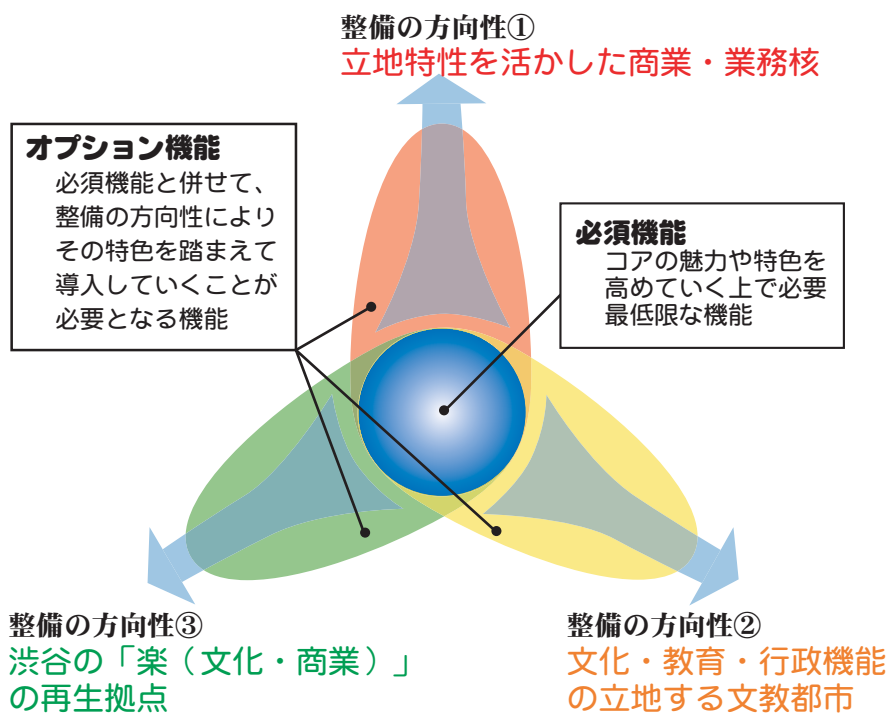 整備の方向性①
立地特性を活かした商業・業務核
オプション機能
必須機能と併せて、
整備の方向性により
その特色を踏まえて
導入していくことが
必要となる機能
必須機能
コアの魅力や特色を
高めていく上で必要
最低限な機能
整備の方向性③
渋谷の「楽（文化・商業）」
の再生拠点
整備の方向性②
文化・教育・行政機能
の立地する文教都市